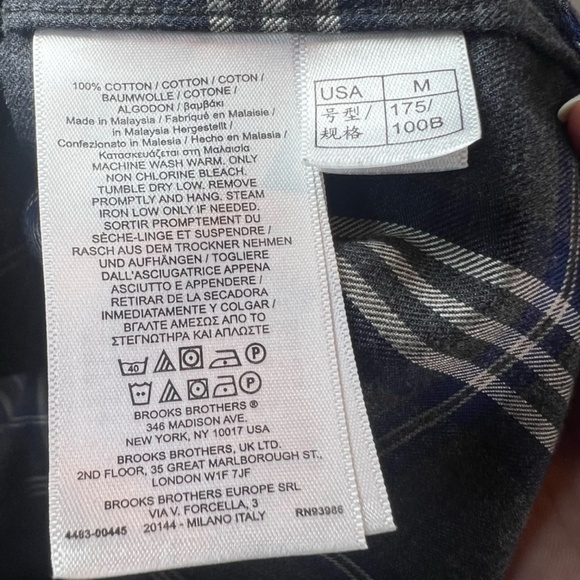 100% COTTON / COTTON / COTON /
BAUMWOLLE / COTONE /
ALGODON / βαμβάκι
Made in Malaysia / Fabriqué en Malaisie /
in Malaysia Hergestellt /
Confezionato in Malesia / Hecho en Malasia /
Κατασκευάζεται στη Μαλαισία
MACHINE WASH WARM. ONLY
NON CHLORINE BLEACH.
TUMBLE DRY LOW. REMOVE
PROMPTLY AND HANG. STEAM
IRON LOW ONLY IF NEEDED.
SORTIR PROMPTEMENT DU
SÈCHE-LINGE ET SUSPENDRE /
RASCH AUS DEM TROCKNER NEHMEN
UND AUFHÄNGEN / TOGLIERE
DALL'ASCIUGATRICE APPENA
ASCIUTTO E APPENDERE /
RETIRAR DE LA SECADORA
INMEDIATAMENTE Y COLGAR /
ΒΓΑΛΤΕ ΑΜΕΣΩΣ ΑΠΟ ΤΟ
ΣΤΕΓΝΩΤΗΡΙΟ ΚΑΙ ΑΠΛΩΣΤΕ
40 P
P
BROOKS BROTHERS ®
346 MADISON AVE.
NEW YORK, NY 10017 USA
BROOKS BROTHERS, UK LTD.
2ND FLOOR, 35 GREAT MARLBOROUGH ST.,
LONDON W1F 7JF
BROOKS BROTHERS EUROPE SRL
VIA V. FORCELLA, 3
4483-00445 20144 - MILANO ITALY RN93986
USA M
号型/ 175/
规格 100B